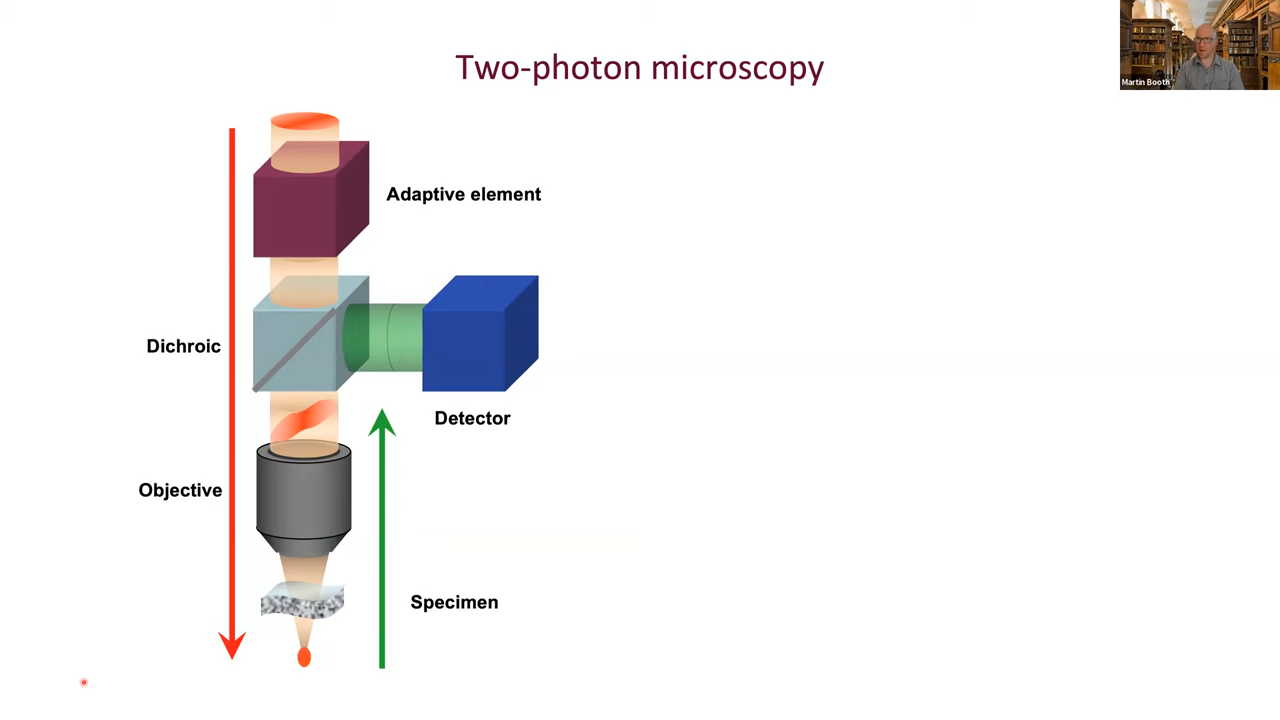 Two-photon microscopy
Martin Booth
Adaptive element
Dichroic
Detector
Objective
Specimen